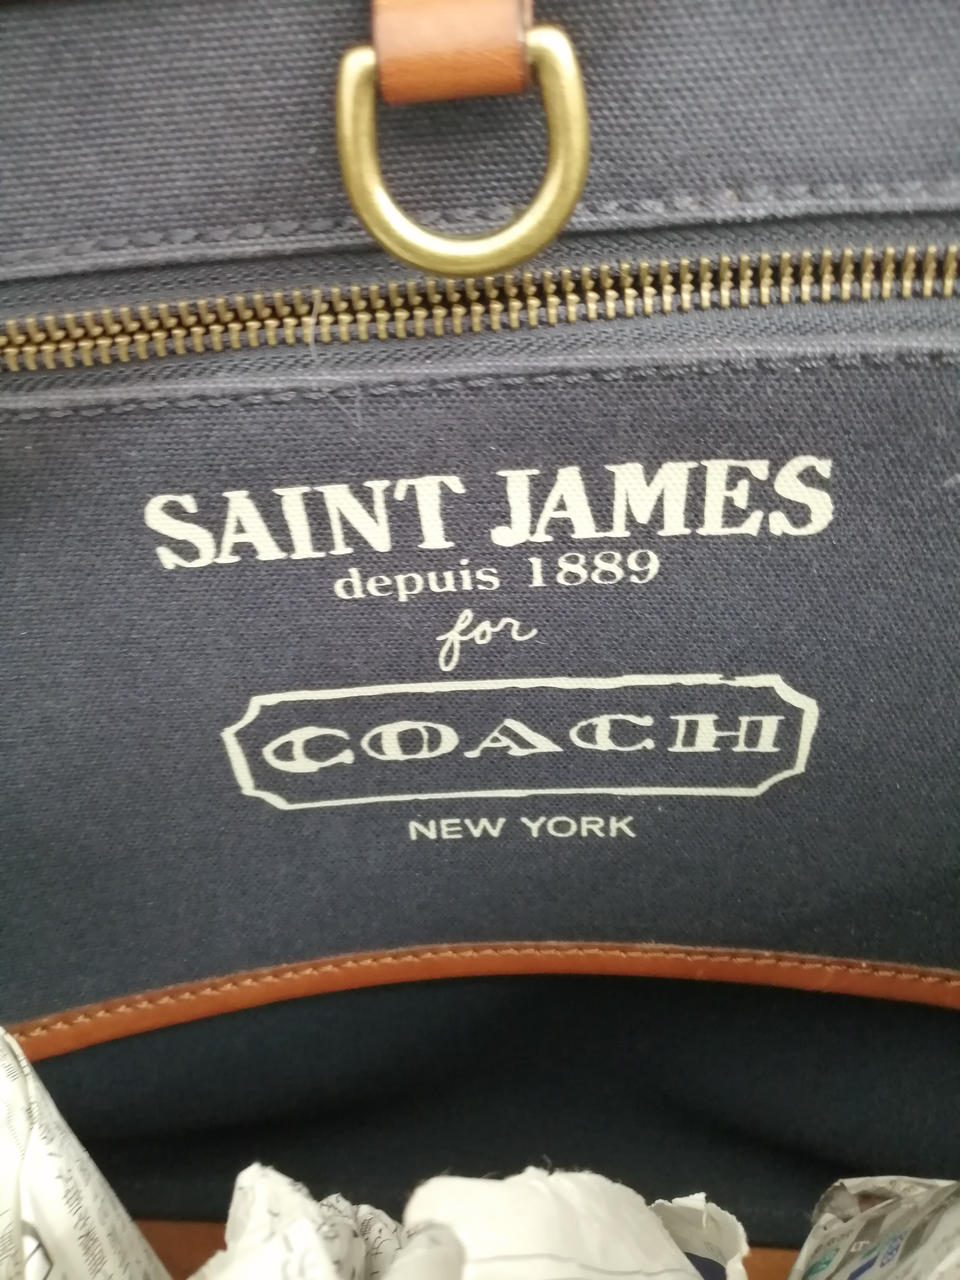 SAINT JAMES
depuis 1889
for
COACH
NEW YORK